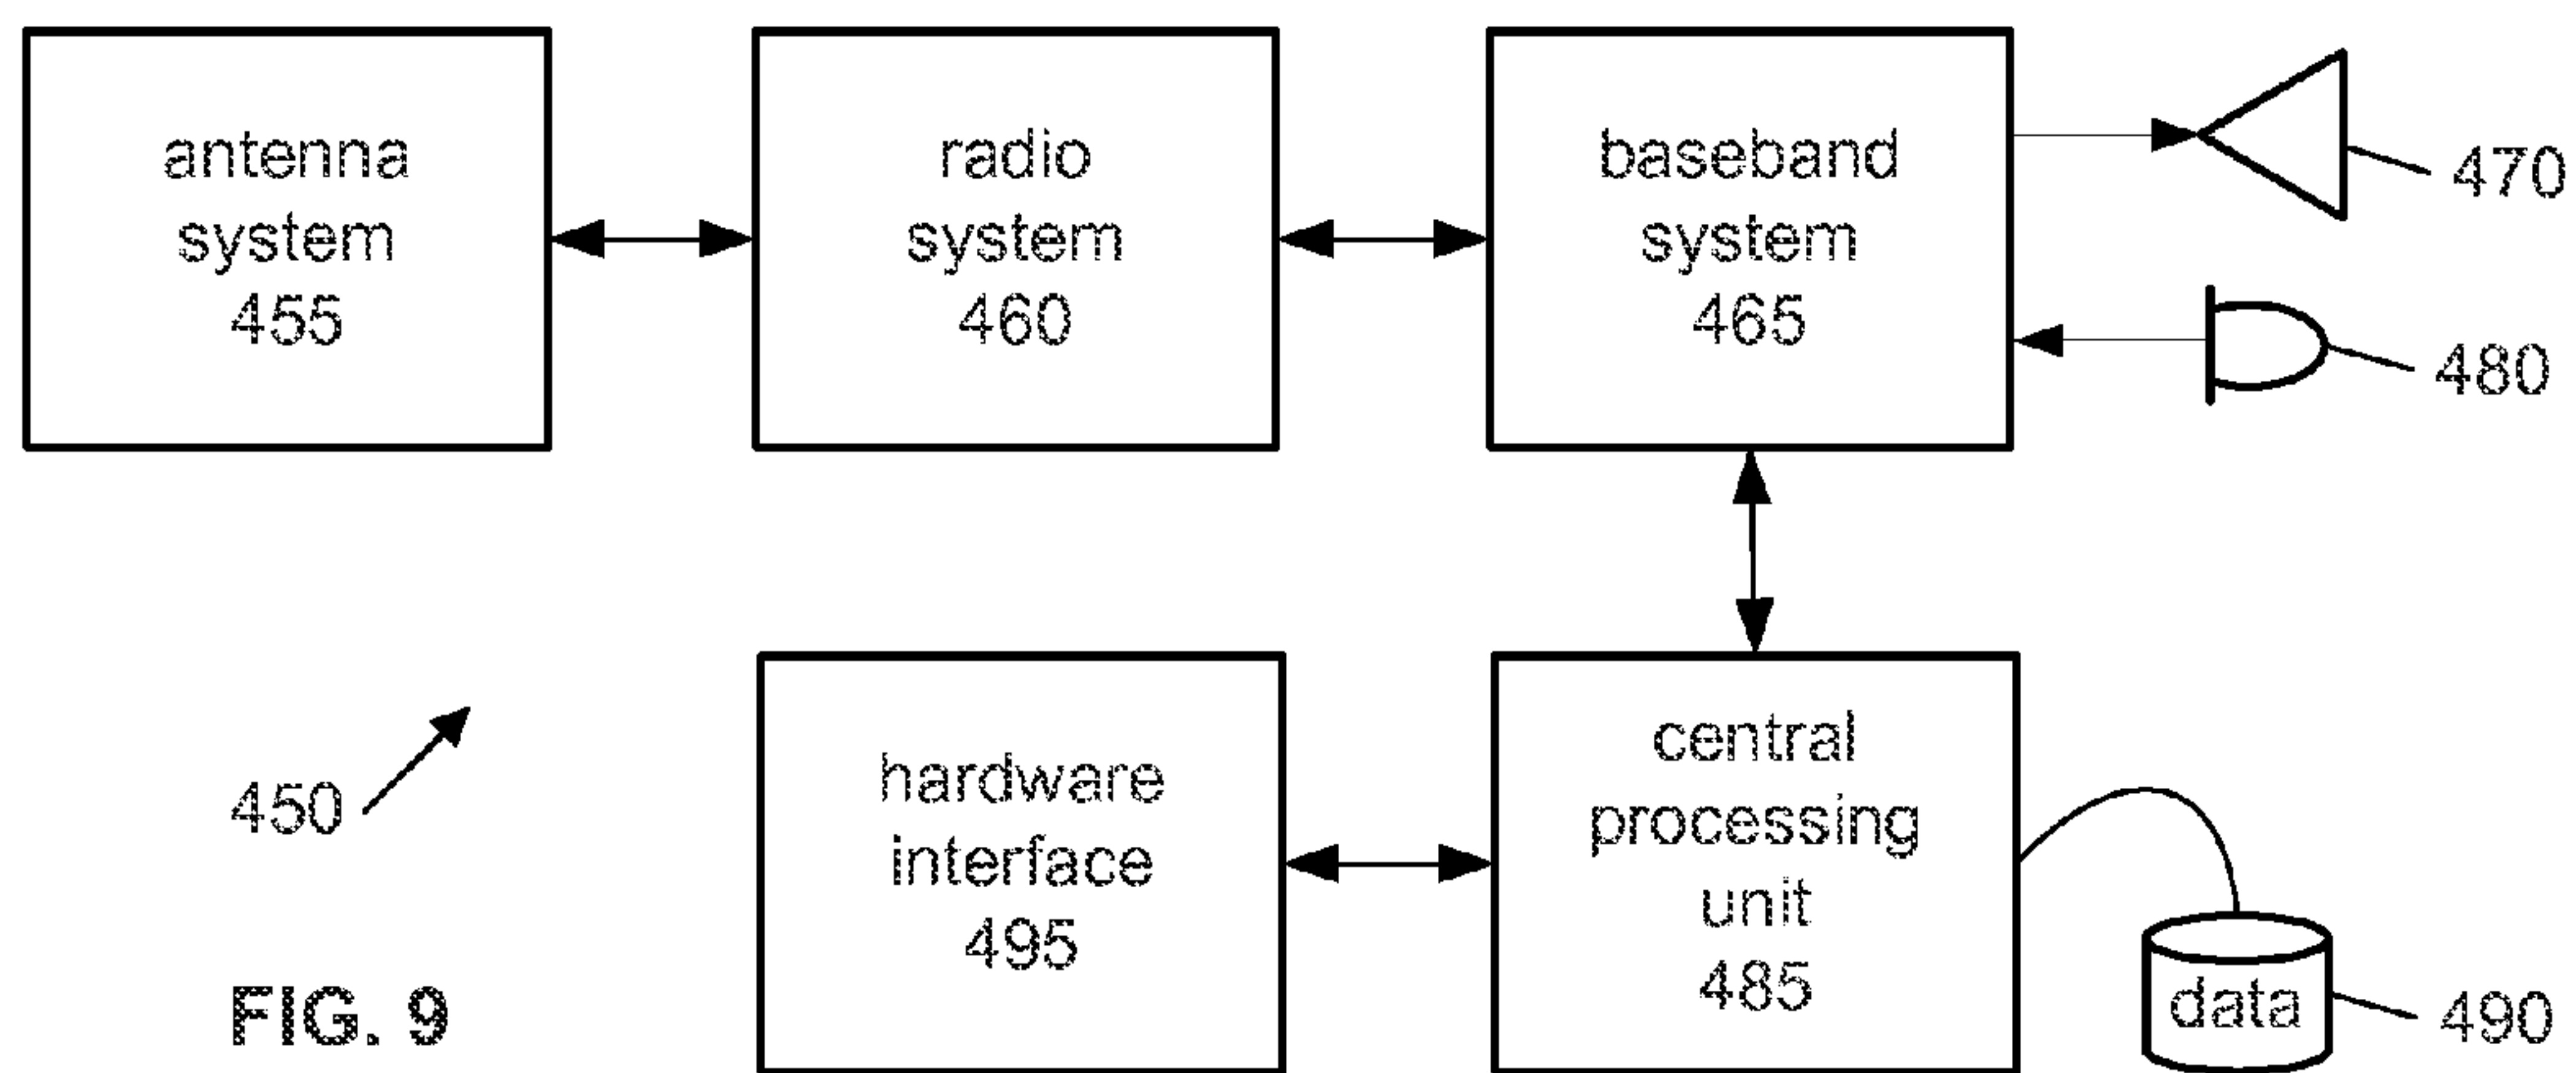 antenna
system
455
radio
system
460
baseband
system
465
470
480
450
hardware
interface
495
central
processing
unit
485
data
490
FIG. 9